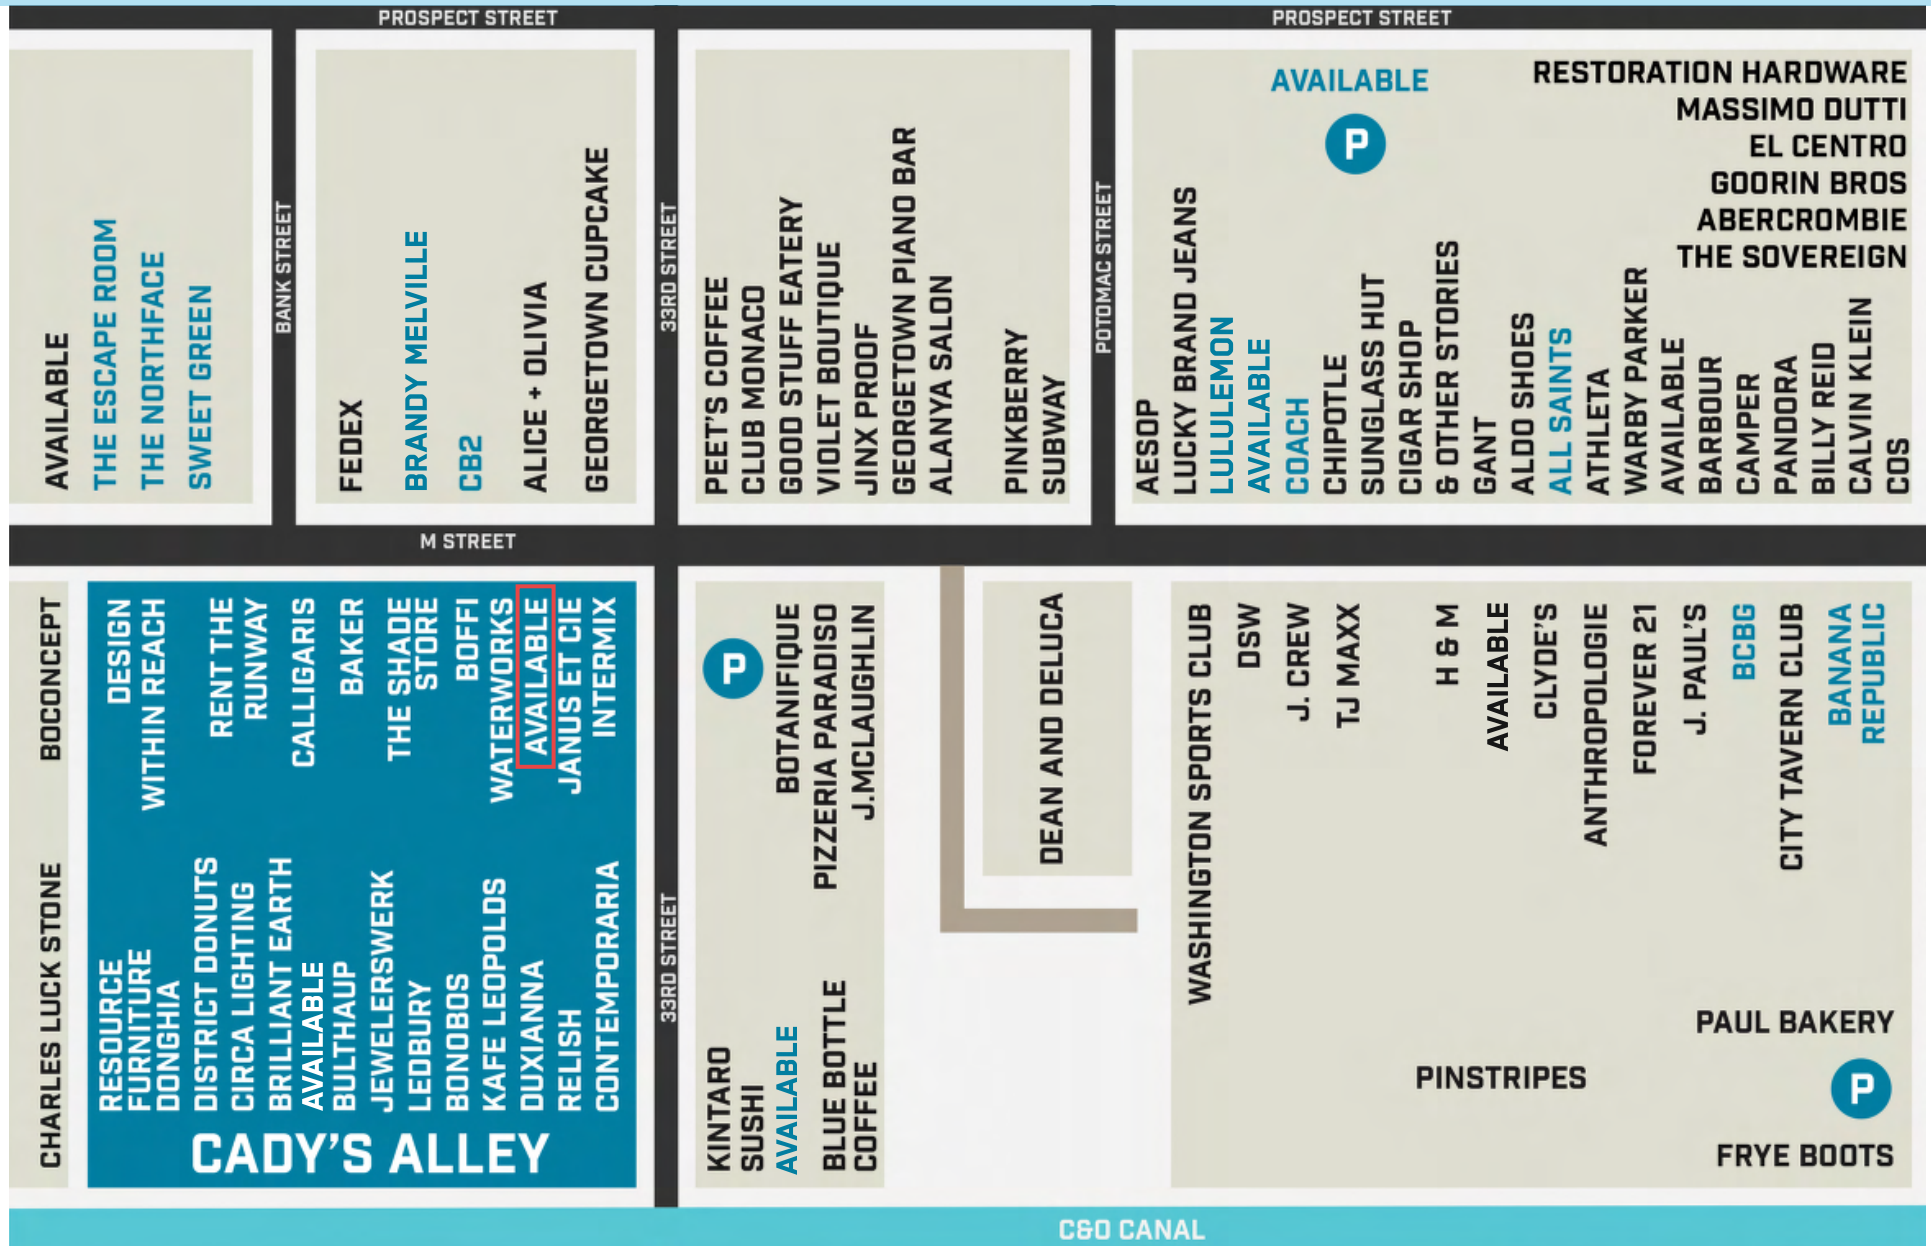 PROSPECT STREET
PROSPECT STREET
AVAILABLE
THE ESCAPE ROOM
THE NORTHFACE
SWEET GREEN
BANK STREET
FEDEX
BRANDY MELVILLE
CB2
ALICE + OLIVIA
GEORGETOWN CUPCAKE
33RD STREET
PEET'S COFFEE
CLUB MONACO
GOOD STUFF EATERY
VIOLET BOUTIQUE
JINX PROOF
GEORGETOWN PIANO BAR
ALANYA SALON
PINKBERRY
SUBWAY
POTOMAC STREET
AVAILABLE
P
RESTORATION HARDWARE
MASSIMO DUTTI
EL CENTRO
GOORIN BROS
ABERCROMBIE
THE SOVEREIGN
AESOP
LUCKY BRAND JEANS
LULULEMON
AVAILABLE
COACH
CHIPOTLE
SUNGLASS HUT
CIGAR SHOP
& OTHER STORIES
GANT
ALDO SHOES
ALL SAINTS
ATHLETA
WARBY PARKER
AVAILABLE
BARBOUR
CAMPER
PANDORA
BILLY REID
CALVIN KLEIN
COS
M STREET
BOCONCEPT
CHARLES LUCK STONE
DESIGN
WITHIN REACH
RENT THE
RUNWAY
CALLIGARIS
BAKER
THE SHADE
STORE
BOFFI
WATERWORKS
AVAILABLE
JANUS ET CIE
INTERMIX
RESOURCE
FURNITURE
DONGHIA
DISTRICT DONUTS
CIRCA LIGHTING
BRILLIANT EARTH
AVAILABLE
BULTHAUP
JEWELERSWERK
LEDBURY
BONOBOS
KAFE LEOPOLDS
DUXIANNA
RELISH
CONTEMPORARIA
CADY'S ALLEY
33RD STREET
P
BOTANIFIQUE
PIZZERIA PARADISO
J.MCLAUGHLIN
KINTARO
SUSHI
AVAILABLE
BLUE BOTTLE
COFFEE
DEAN AND DELUCA
WASHINGTON SPORTS CLUB
DSW
J. CREW
TJ MAXX
H & M
AVAILABLE
CLYDE'S
ANTHROPOLOGIE
FOREVER 21
J. PAUL'S
BCBG
CITY TAVERN CLUB
BANANA
REPUBLIC
PAUL BAKERY
PINSTRIPES
P
FRYE BOOTS
C&O CANAL